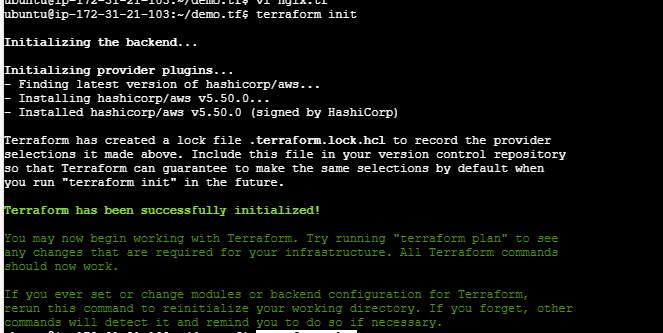 ubuntu@ip-172-31-21-103:~/demo.tf$ vi
ubuntu@ip-172-31-21-103:~/demo.tf$ terraform init
Initializing the backend...
Initializing provider plugins...
- Finding latest version of hashicorp/aws...
- Installing hashicorp/aws v5.50.0...
- Installed hashicorp/aws v5.50.0 (signed by HashiCorp)
Terraform has created a lock file .terraform.lock.hcl to record the provider
selections it made above. Include this file in your version control repository
so that Terraform can guarantee to make the same selections by default when
you run "terraform init" in the future.
Terraform has been successfully initialized!
You may now begin working with Terraform. Try running "terraform plan" to see
any changes that are required for your infrastructure. All Terraform commands
should now work.
If you ever set or change modules or backend configuration for Terraform,
rerun this command to reinitialize your working directory. If you forget, other
commands will detect it and remind you to do so if necessary.